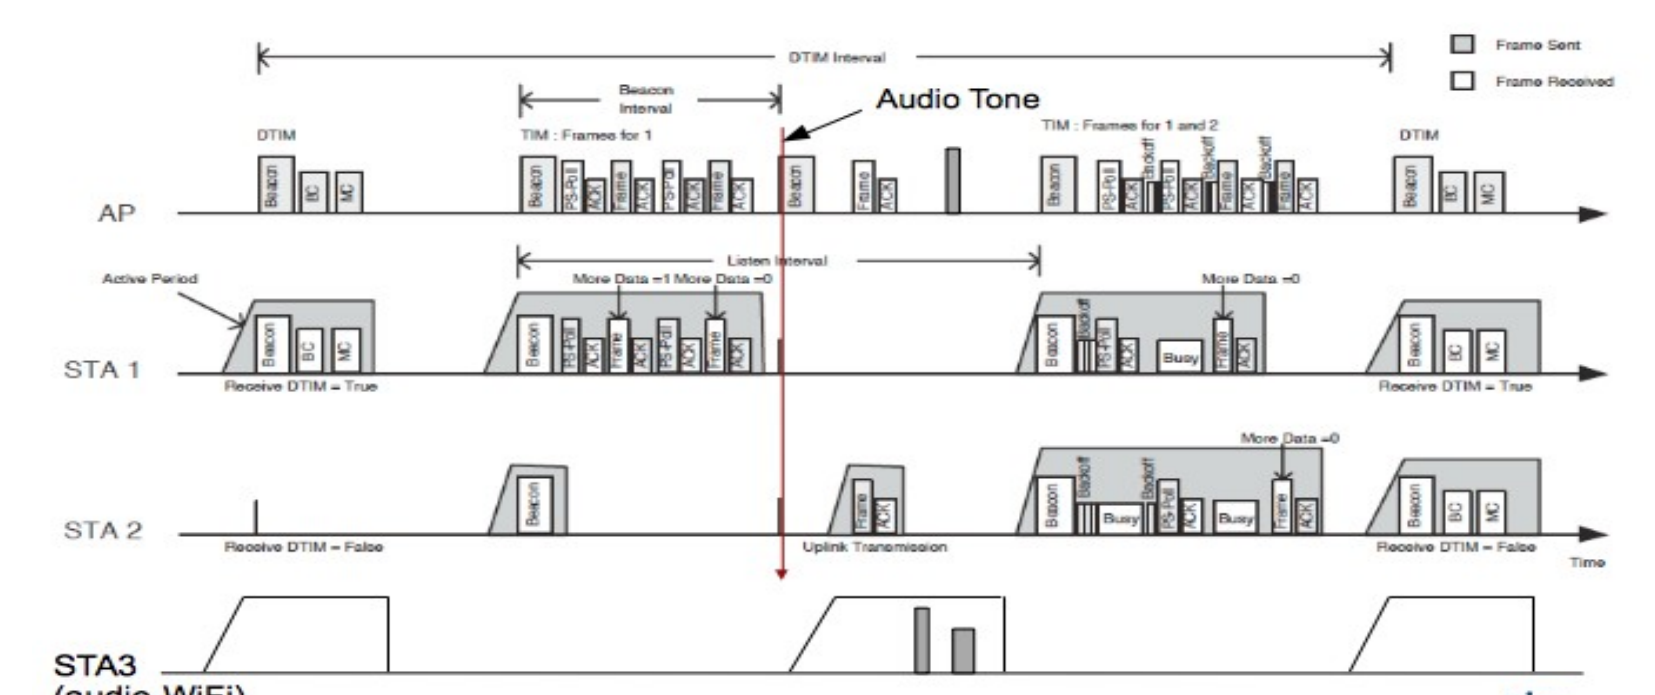 DTIM Interval
Frame Sent
Frame Received
Beacon
Interval
Audio Tone
DTIM
TIM : Frames for 1
TIM : Frames for 1 and 2
DTIM
AP
Beacon
BC
MC
Beacon
PS-Poll
ACK
Frame
ACK
PS-Poll
ACK
Frame
ACK
Beacon
Frame
ACK
Beacon
PS-Poll
ACK
Backoff
PS-Poll
ACK
Backoff
Frame
ACK
Backoff
Frame
ACK
Beacon
BC
MC
Listen Interval
Active Period
More Data =1 More Data =0
More Data =0
STA 1
Beacon
BC
MC
Beacon
PS-Poll
ACK
Frame
ACK
PS-Poll
ACK
Frame
ACK
Beacon
Backoff
PS-Poll
ACK
Busy
Frame
ACK
Beacon
BC
MC
Receive DTIM = True
Receive DTIM = True
More Data =0
STA 2
Beacon
Frame
ACK
Beacon
Backoff
Busy
Backoff
PS-Poll
ACK
Busy
Frame
ACK
Beacon
BC
MC
Receive DTIM = False
Uplink Transmission
Receive DTIM = False
Time
STA3
(audio WiFi)